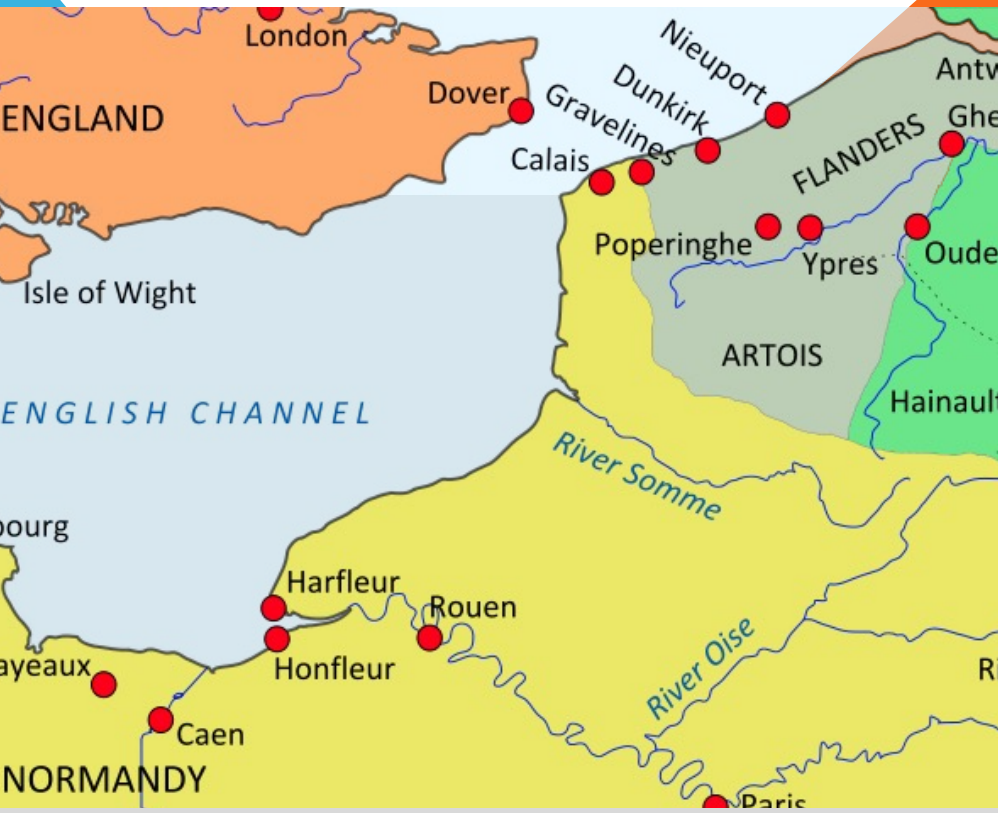 London
Nieuport
Antw
Dunkirk
Dover
Gravelines
ENGLAND
Ghe
FLANDERS
Calais
Poperinghe
Ypres
Oude
Isle of Wight
ARTOIS
ENGLISH CHANNEL
Hainault
River Somme
bourg
Harfleur
Rouen
River Oise
ayeaux
Honfleur
Ri
Caen
NORMANDY
Paris